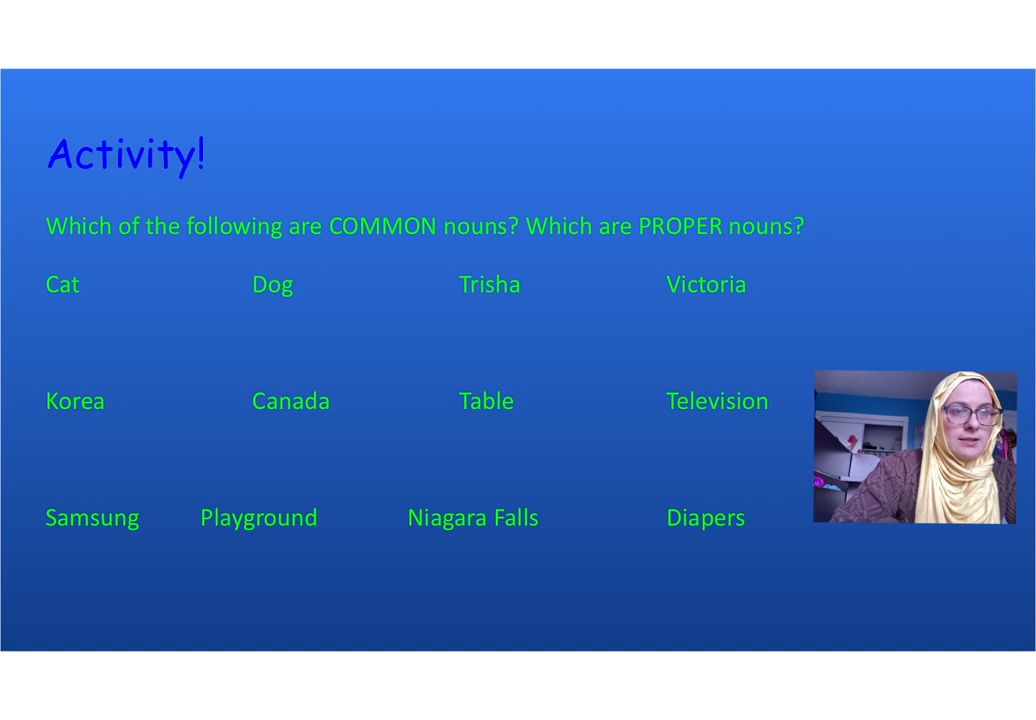 Activity!
Which of the following are COMMON nouns? Which are PROPER nouns?
Cat Dog Trisha Victoria
Korea Canada Table Television
Samsung Playground Niagara Falls Diapers